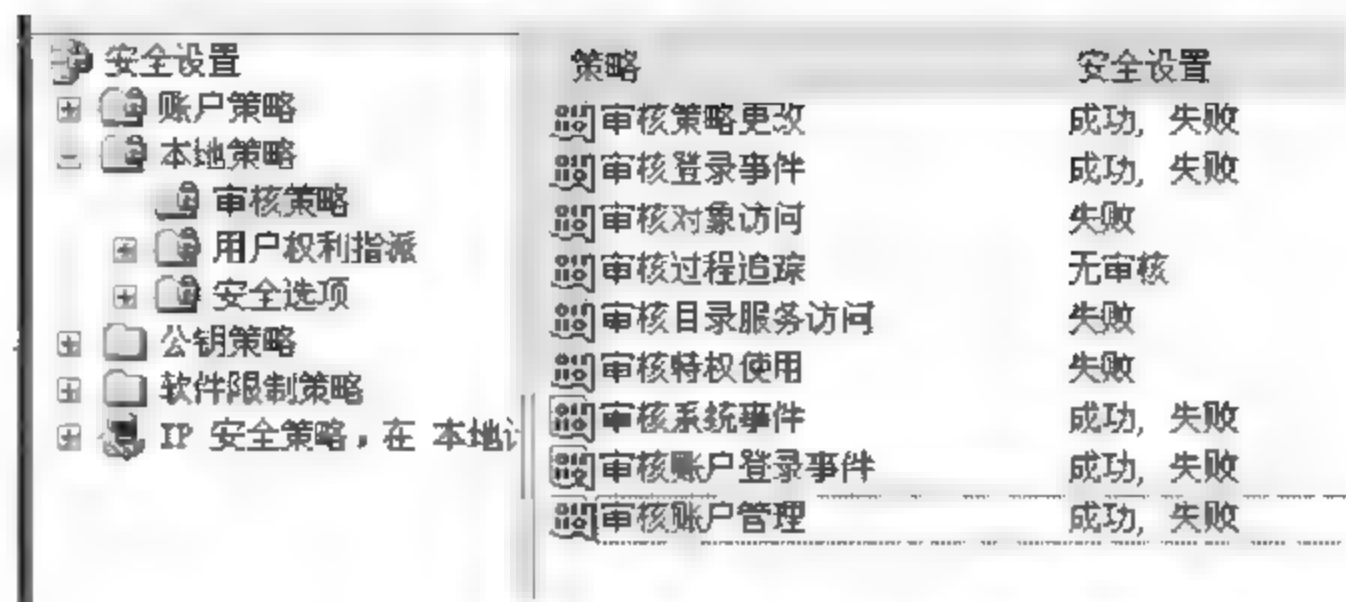 安全设置
账户策略
本地策略
审核策略
用户权利指派
安全选项
公钥策略
软件限制策略
IP 安全策略，在 本地计
策略 安全设置
审核策略更改 成功, 失败
审核登录事件 成功, 失败
审核对象访问 失败
审核过程追踪 无审核
审核目录服务访问 失败
审核特权使用 失败
审核系统事件 成功, 失败
审核账户登录事件 成功, 失败
审核账户管理 成功, 失败